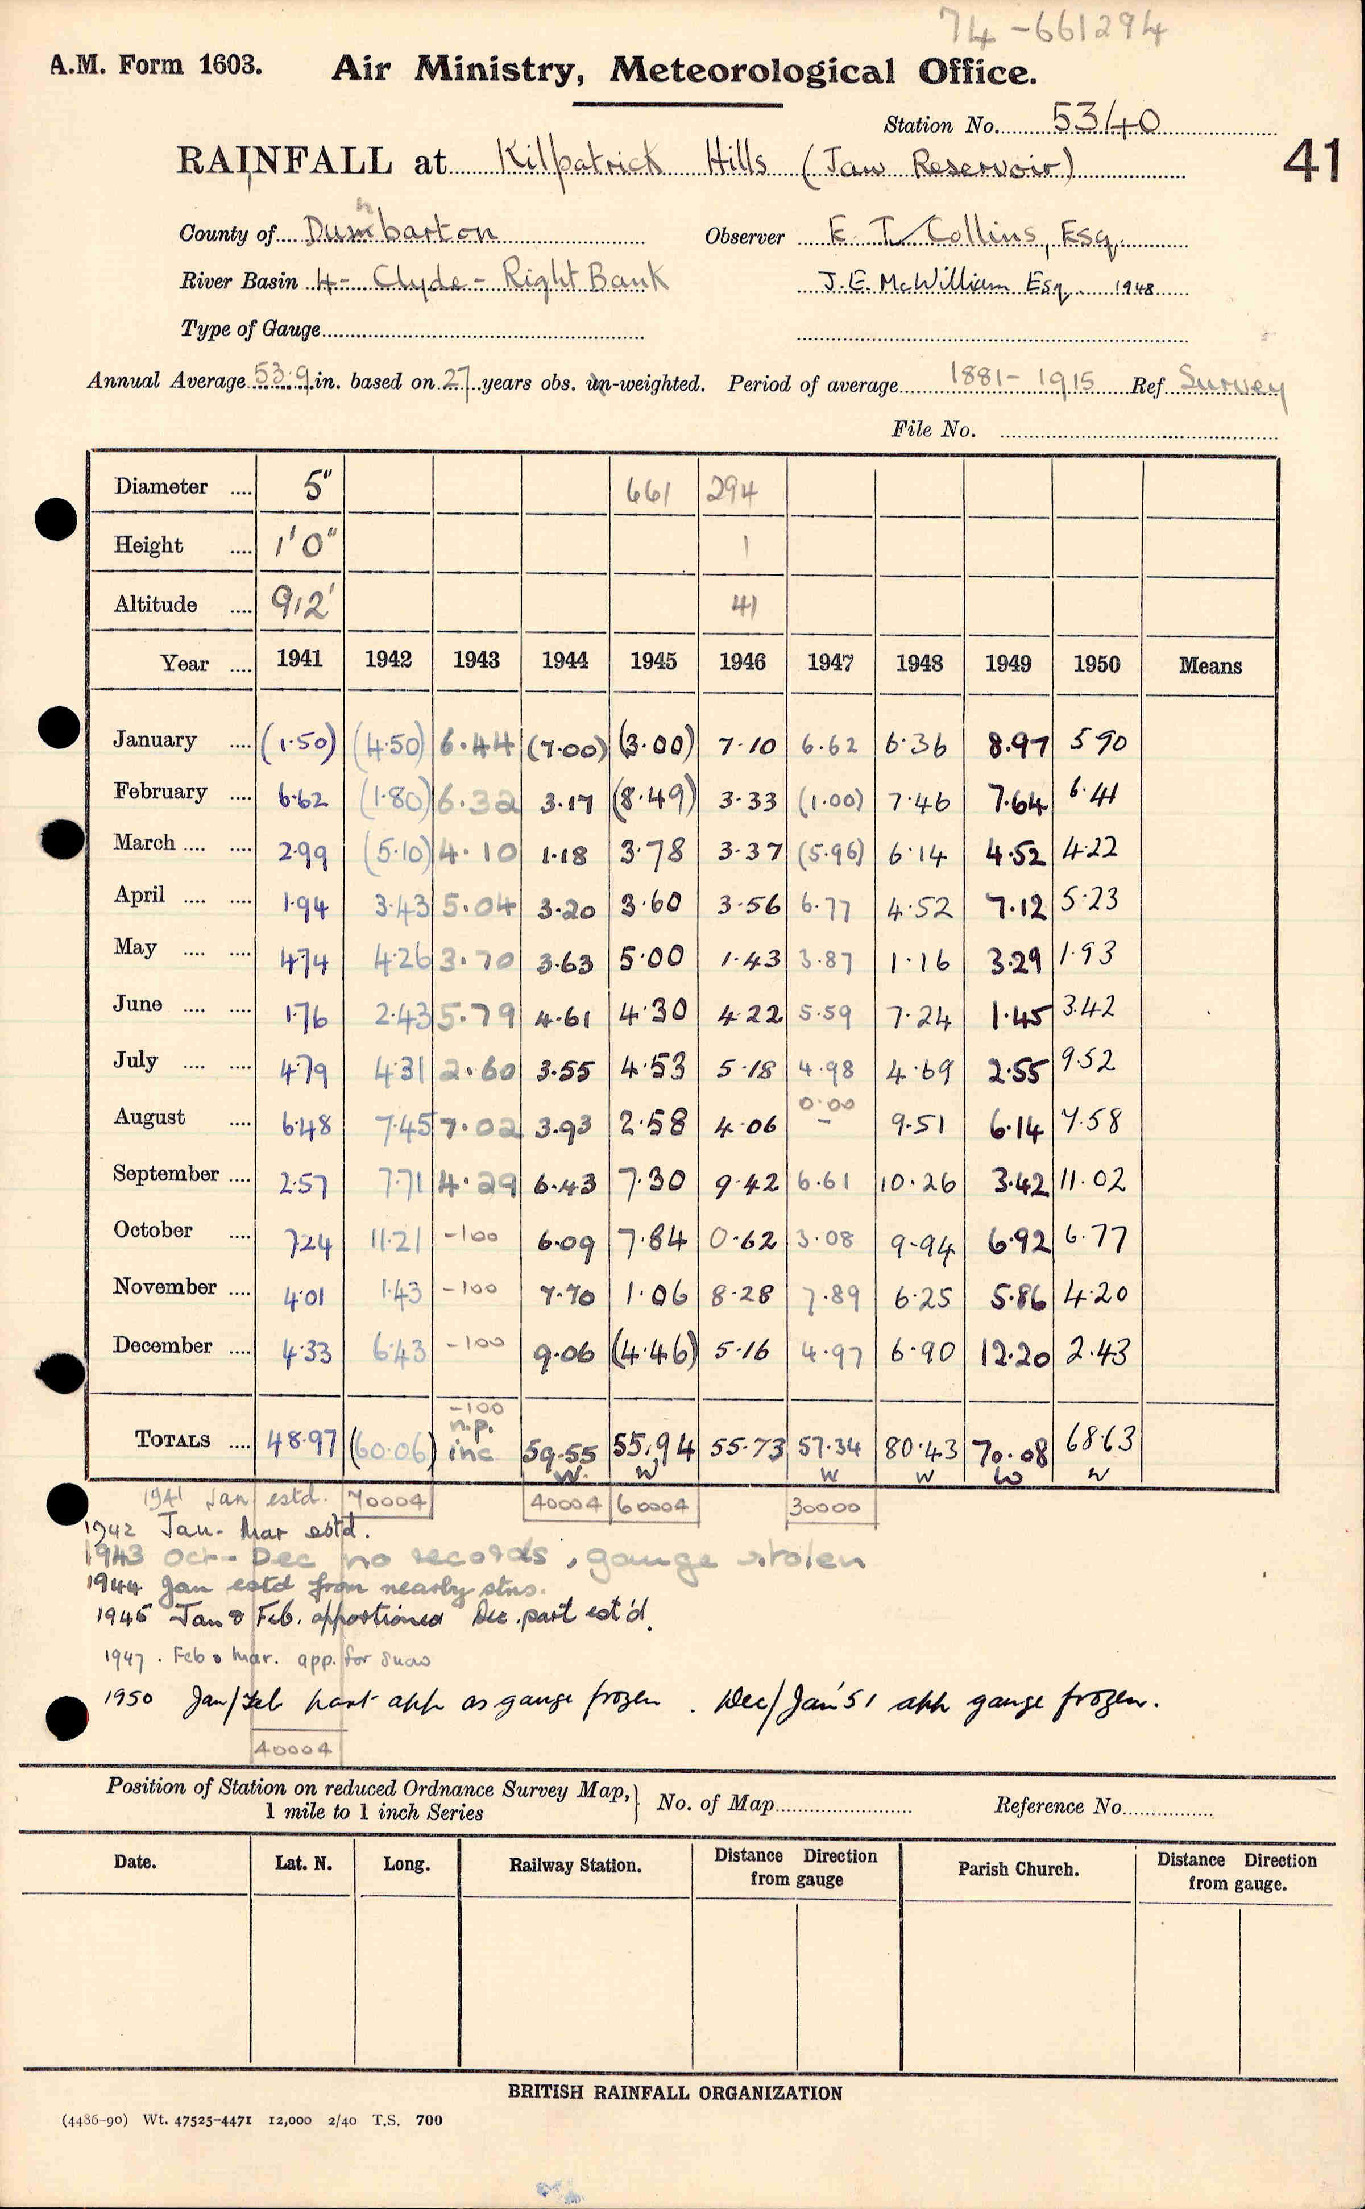 74-661294
A.M. Form 1603. Air Ministry, Meteorological Office.
Station No. 5340
RAINFALL at Kilpatrick Hills (Jaw Reservoir) 41
County of Dumbarton Observer E. T. Collins, Esq.
River Basin 4- Clyde - Right Bank J.E. McWilliam Esq. 1948
Type of Gauge
Annual Average 53.9 in. based on 27 years obs. un-weighted. Period of average 1881-1915 Ref. Survey
File No.
Diameter .... 5" 661 294
Height .... 1'0" 1
Altitude .... 912' 41
Year .... 1941 1942 1943 1944 1945 1946 1947 1948 1949 1950 Means
January .... (1.50) (4.50) 6.44 (7.00) (3.00) 7.10 6.62 6.36 8.97 5.90
February .... 6.62 (1.80) 6.32 3.17 (8.49) 3.33 (1.00) 7.46 7.64 6.41
March .... .... 2.99 (5.10) 4.10 1.18 3.78 3.37 (5.96) 6.14 4.52 4.22
April .... .... 1.94 3.43 5.04 3.20 3.60 3.56 6.77 4.52 7.12 5.23
May .... .... 4.74 4.26 3.70 3.63 5.00 1.43 3.87 1.16 3.29 1.93
June .... .... 1.76 2.43 5.79 4.61 4.30 4.22 5.59 7.24 1.45 3.42
July .... .... 4.79 4.31 2.60 3.55 4.53 5.18 4.98 4.69 2.55 9.52
0.00
August .... 6.48 7.45 7.02 3.93 2.58 4.06 - 9.51 6.14 7.58
September .... 2.57 7.71 4.29 6.43 7.30 9.42 6.61 10.26 3.42 11.02
October .... 7.24 11.21 -100 6.09 7.84 0.62 3.08 9.94 6.92 6.77
November .... 4.01 1.43 -100 7.70 1.06 8.28 7.89 6.25 5.86 4.20
December .... 4.33 6.43 -100 9.06 (4.46) 5.16 4.97 6.90 12.20 2.43
-100
n.p.
TOTALS .... 48.97 (60.06) inc 59.55 55.94 55.73 57.34 80.43 70.08 68.63
W W W W W W
1941 Jan estd. 70004 40004 60004 30000
1942 Jan - Mar estd.
1943 Oct - Dec no records, gauge stolen
1944 Jan estd from nearby stns.
1945 Jan & Feb. apportioned Dec. part est'd.
1947. Feb & Mar. app. for snow
1950 Jan/Feb part app as gauge frozen. Dec/Jan '51 app gauge frozen.
40004
Position of Station on reduced Ordnance Survey Map, No. of Map Reference No.
1 mile to 1 inch Series
Date. Lat. N. Long. Railway Station. Distance Direction from gauge Parish Church. Distance Direction from gauge.
BRITISH RAINFALL ORGANIZATION
(4486-90) Wt. 47525-4471 12,000 2/40 T.S. 700